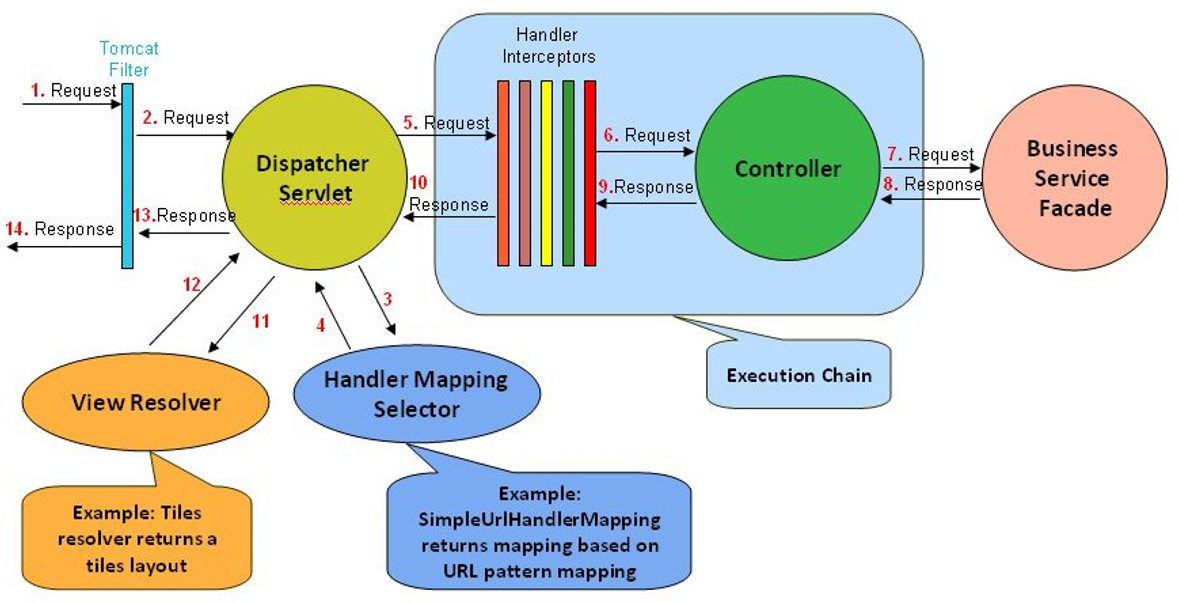 Handler
Interceptors
Tomcat
Filter
1. Request
2. Request
5. Request
6. Request
7. Request
Dispatcher
Servlet
Controller
Business
Service
Facade
10
Response
9.Response
8. Response
13.Response
14. Response
12
11
3
4
View Resolver
Handler Mapping
Selector
Execution Chain
Example: Tiles
resolver returns a
tiles layout
Example:
SimpleUrlHandlerMapping
returns mapping based on
URL pattern mapping